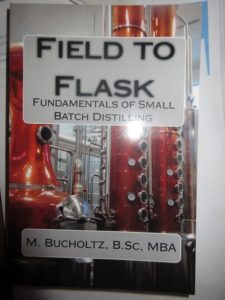 FIELD TO
FLASK
FUNDAMENTALS OF SMALL
BATCH DISTILLING
M. BUCHOLTZ, B.SC, MBA